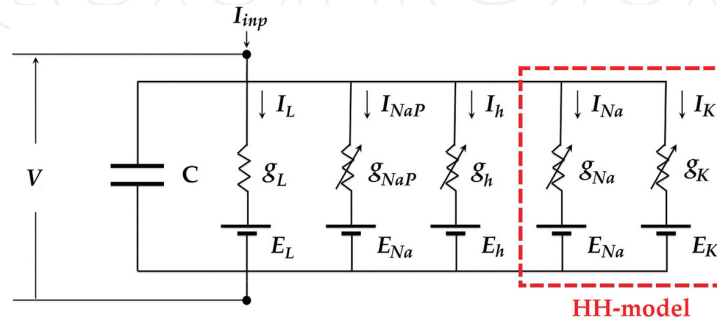 I_inp
I_L I_NaP I_h I_Na I_K
V C g_L g_NaP g_h g_Na g_K
E_L E_Na E_h E_Na E_K
HH-model